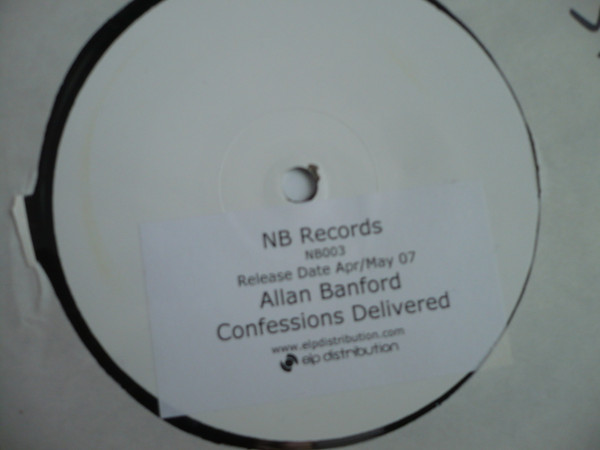 NB Records
NB003
Release Date Apr/May 07
Allan Banford
Confessions Delivered
www.elpdistribution.com
elp distribution